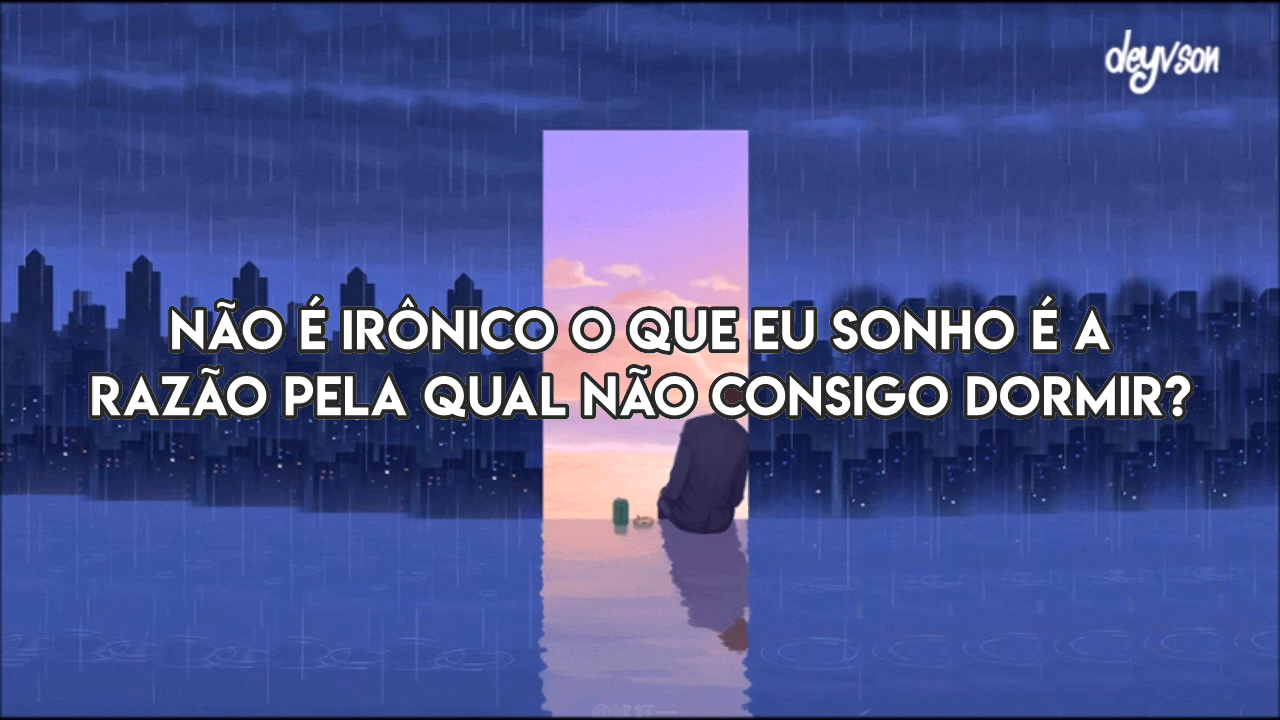 deyvson
NÃO É IRÔNICO O QUE EU SONHO É A
RAZÃO PELA QUAL NÃO CONSIGO DORMIR?